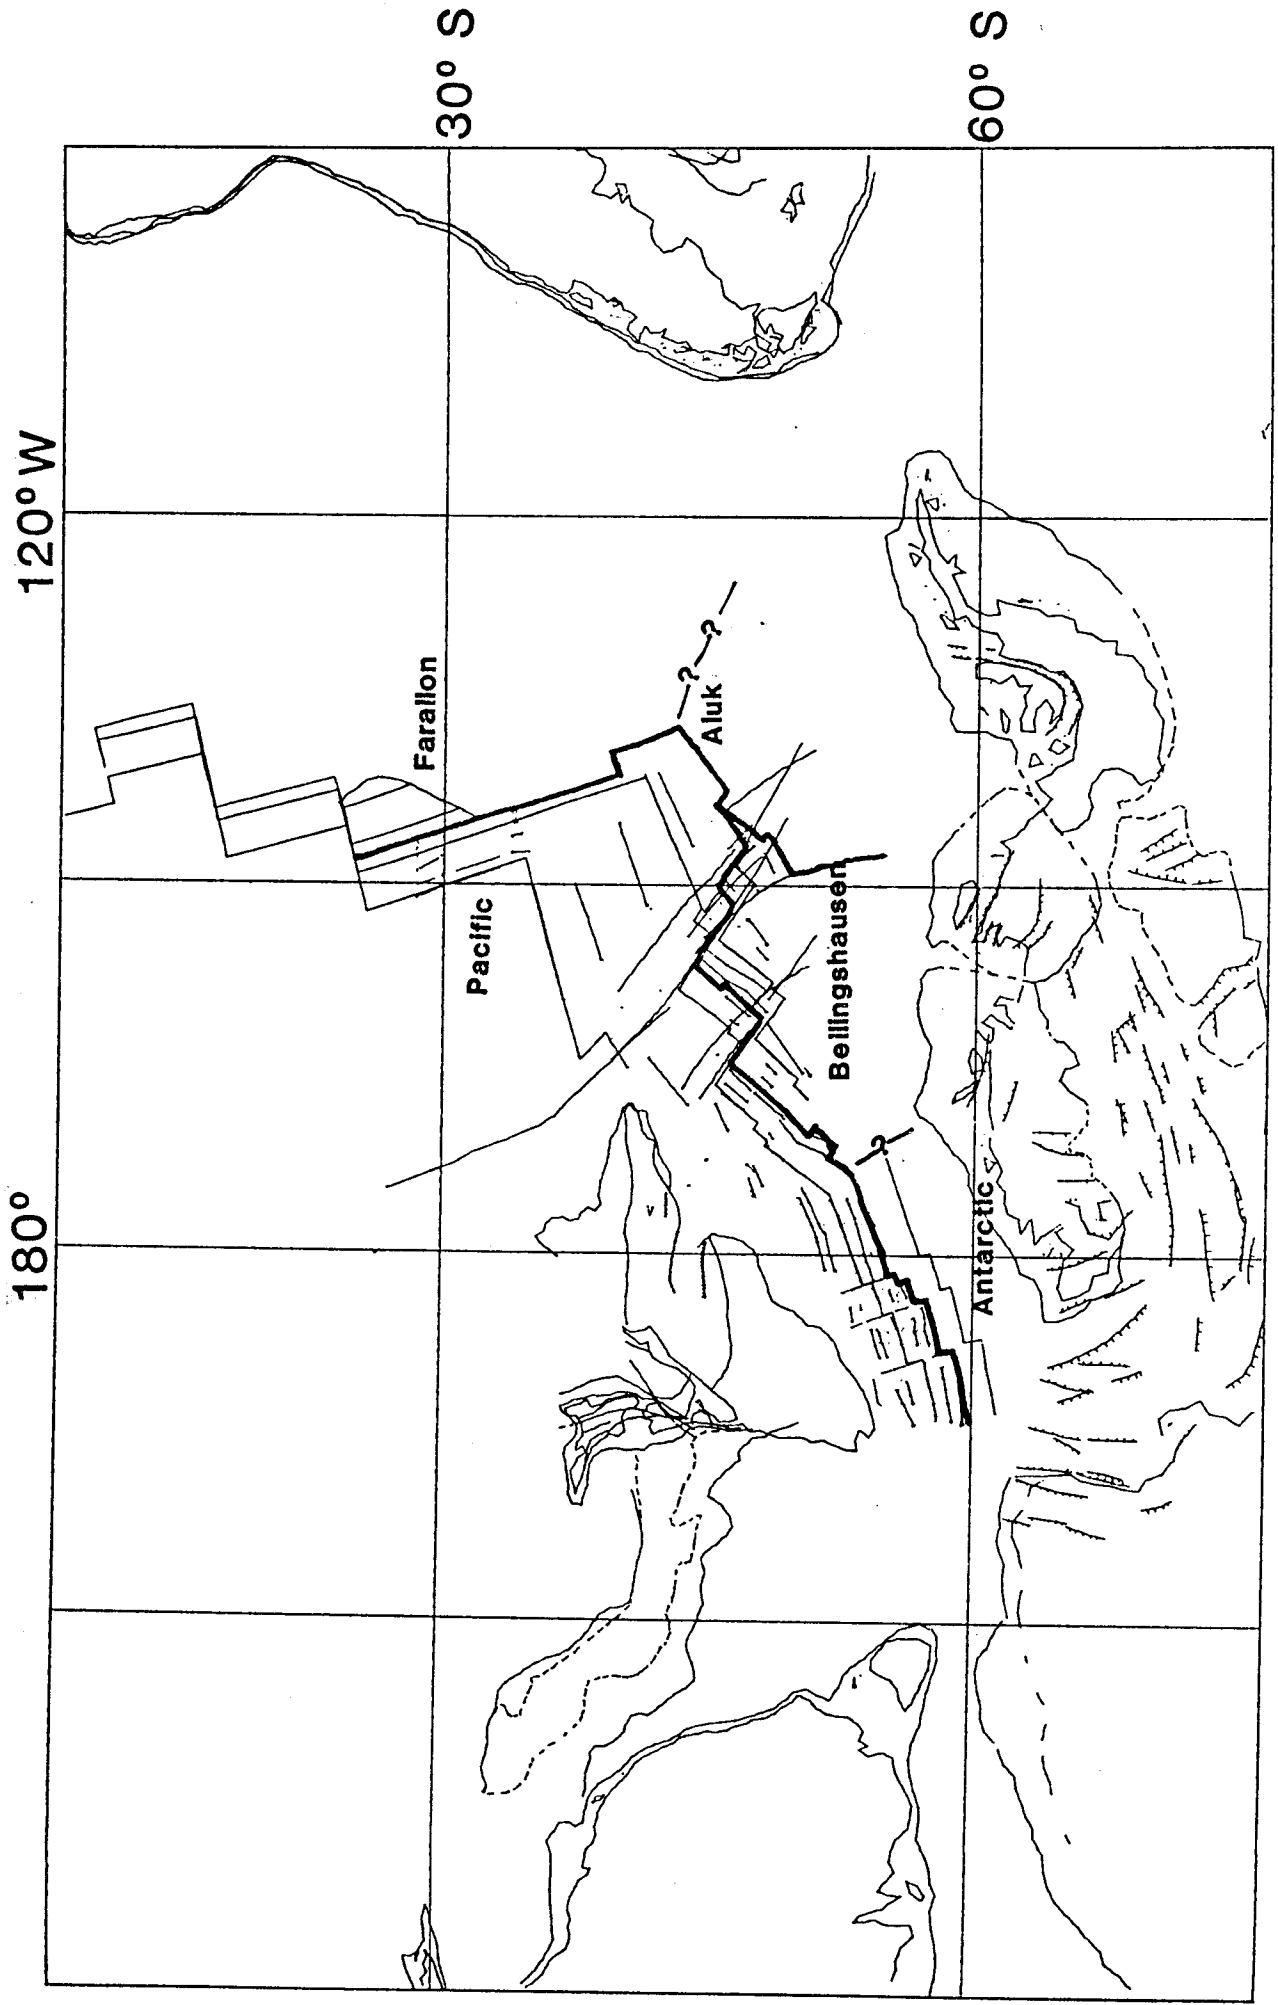 30° S
60° S
120° W
180°
Farallon
Pacific
Aluk
?
?
Bellingshausen
?
Antarctic